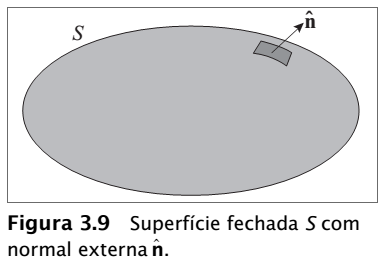 S
n̂
Figura 3.9 Superfície fechada S com
normal externa n̂.